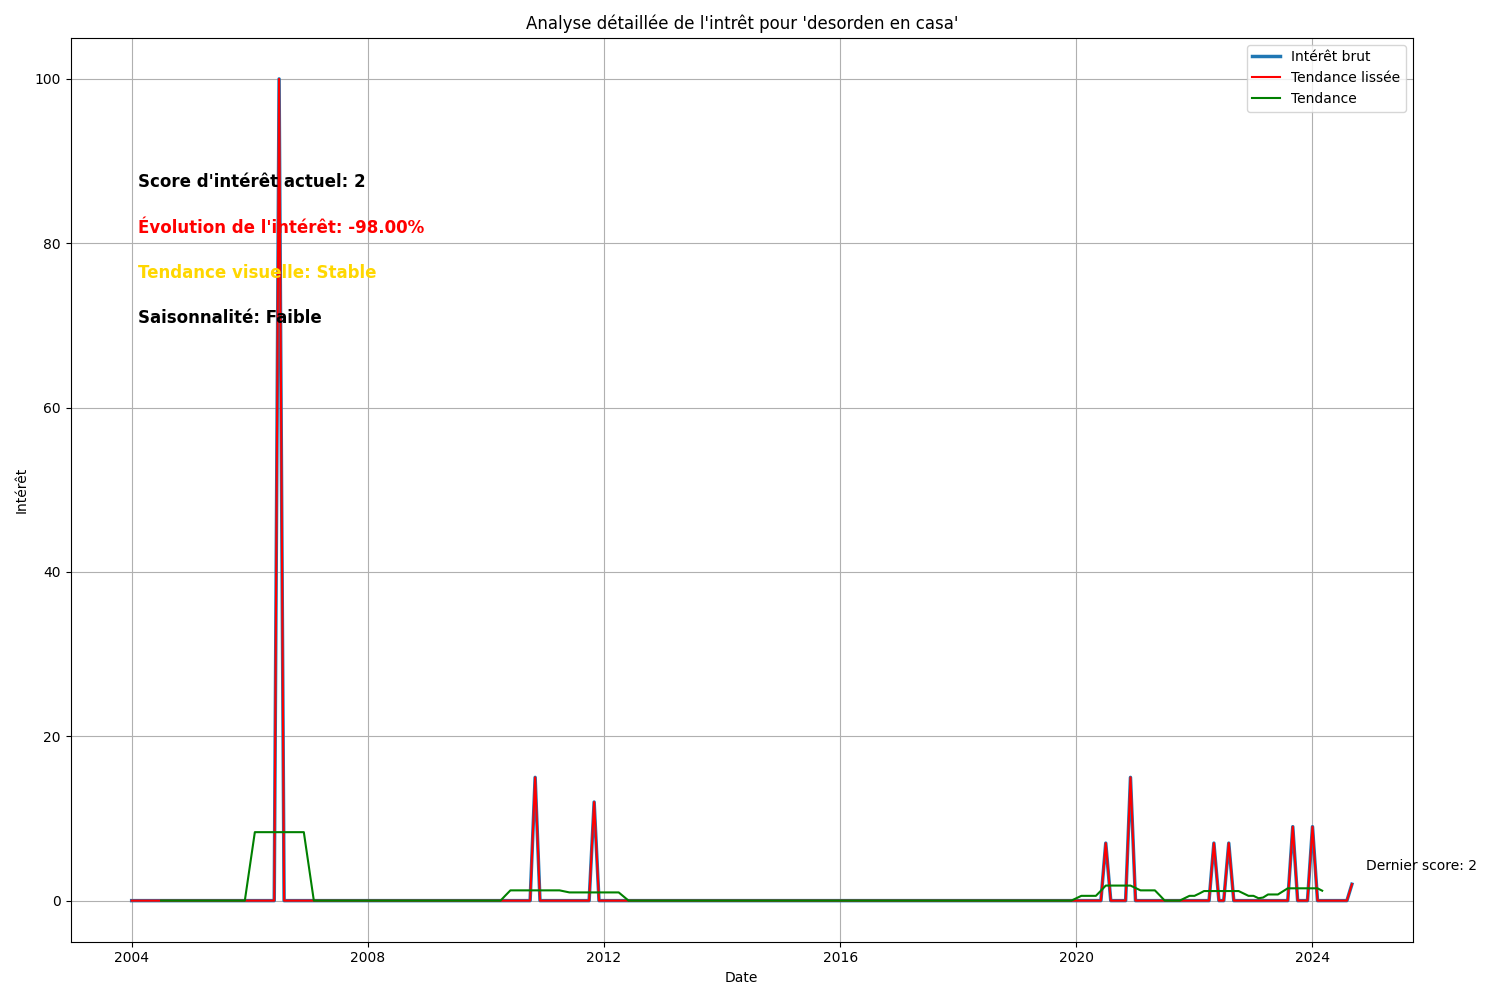 Analyse détaillée de l'intrêt pour 'desorden en casa'
Intérêt brut
Tendance lissée
Tendance
100
80
60
40
20
0
Intérêt
Score d'intérêt actuel: 2
Évolution de l'intérêt: -98.00%
Tendance visuelle: Stable
Saisonnalité: Faible
Dernier score: 2
2004
2008
2012
2016
2020
2024
Date